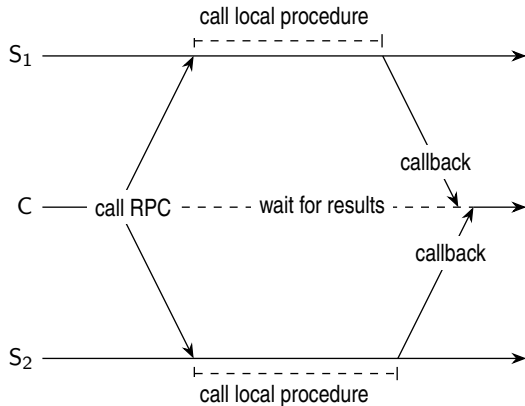 call local procedure
S1
callback
C call RPC wait for results
callback
S2
call local procedure